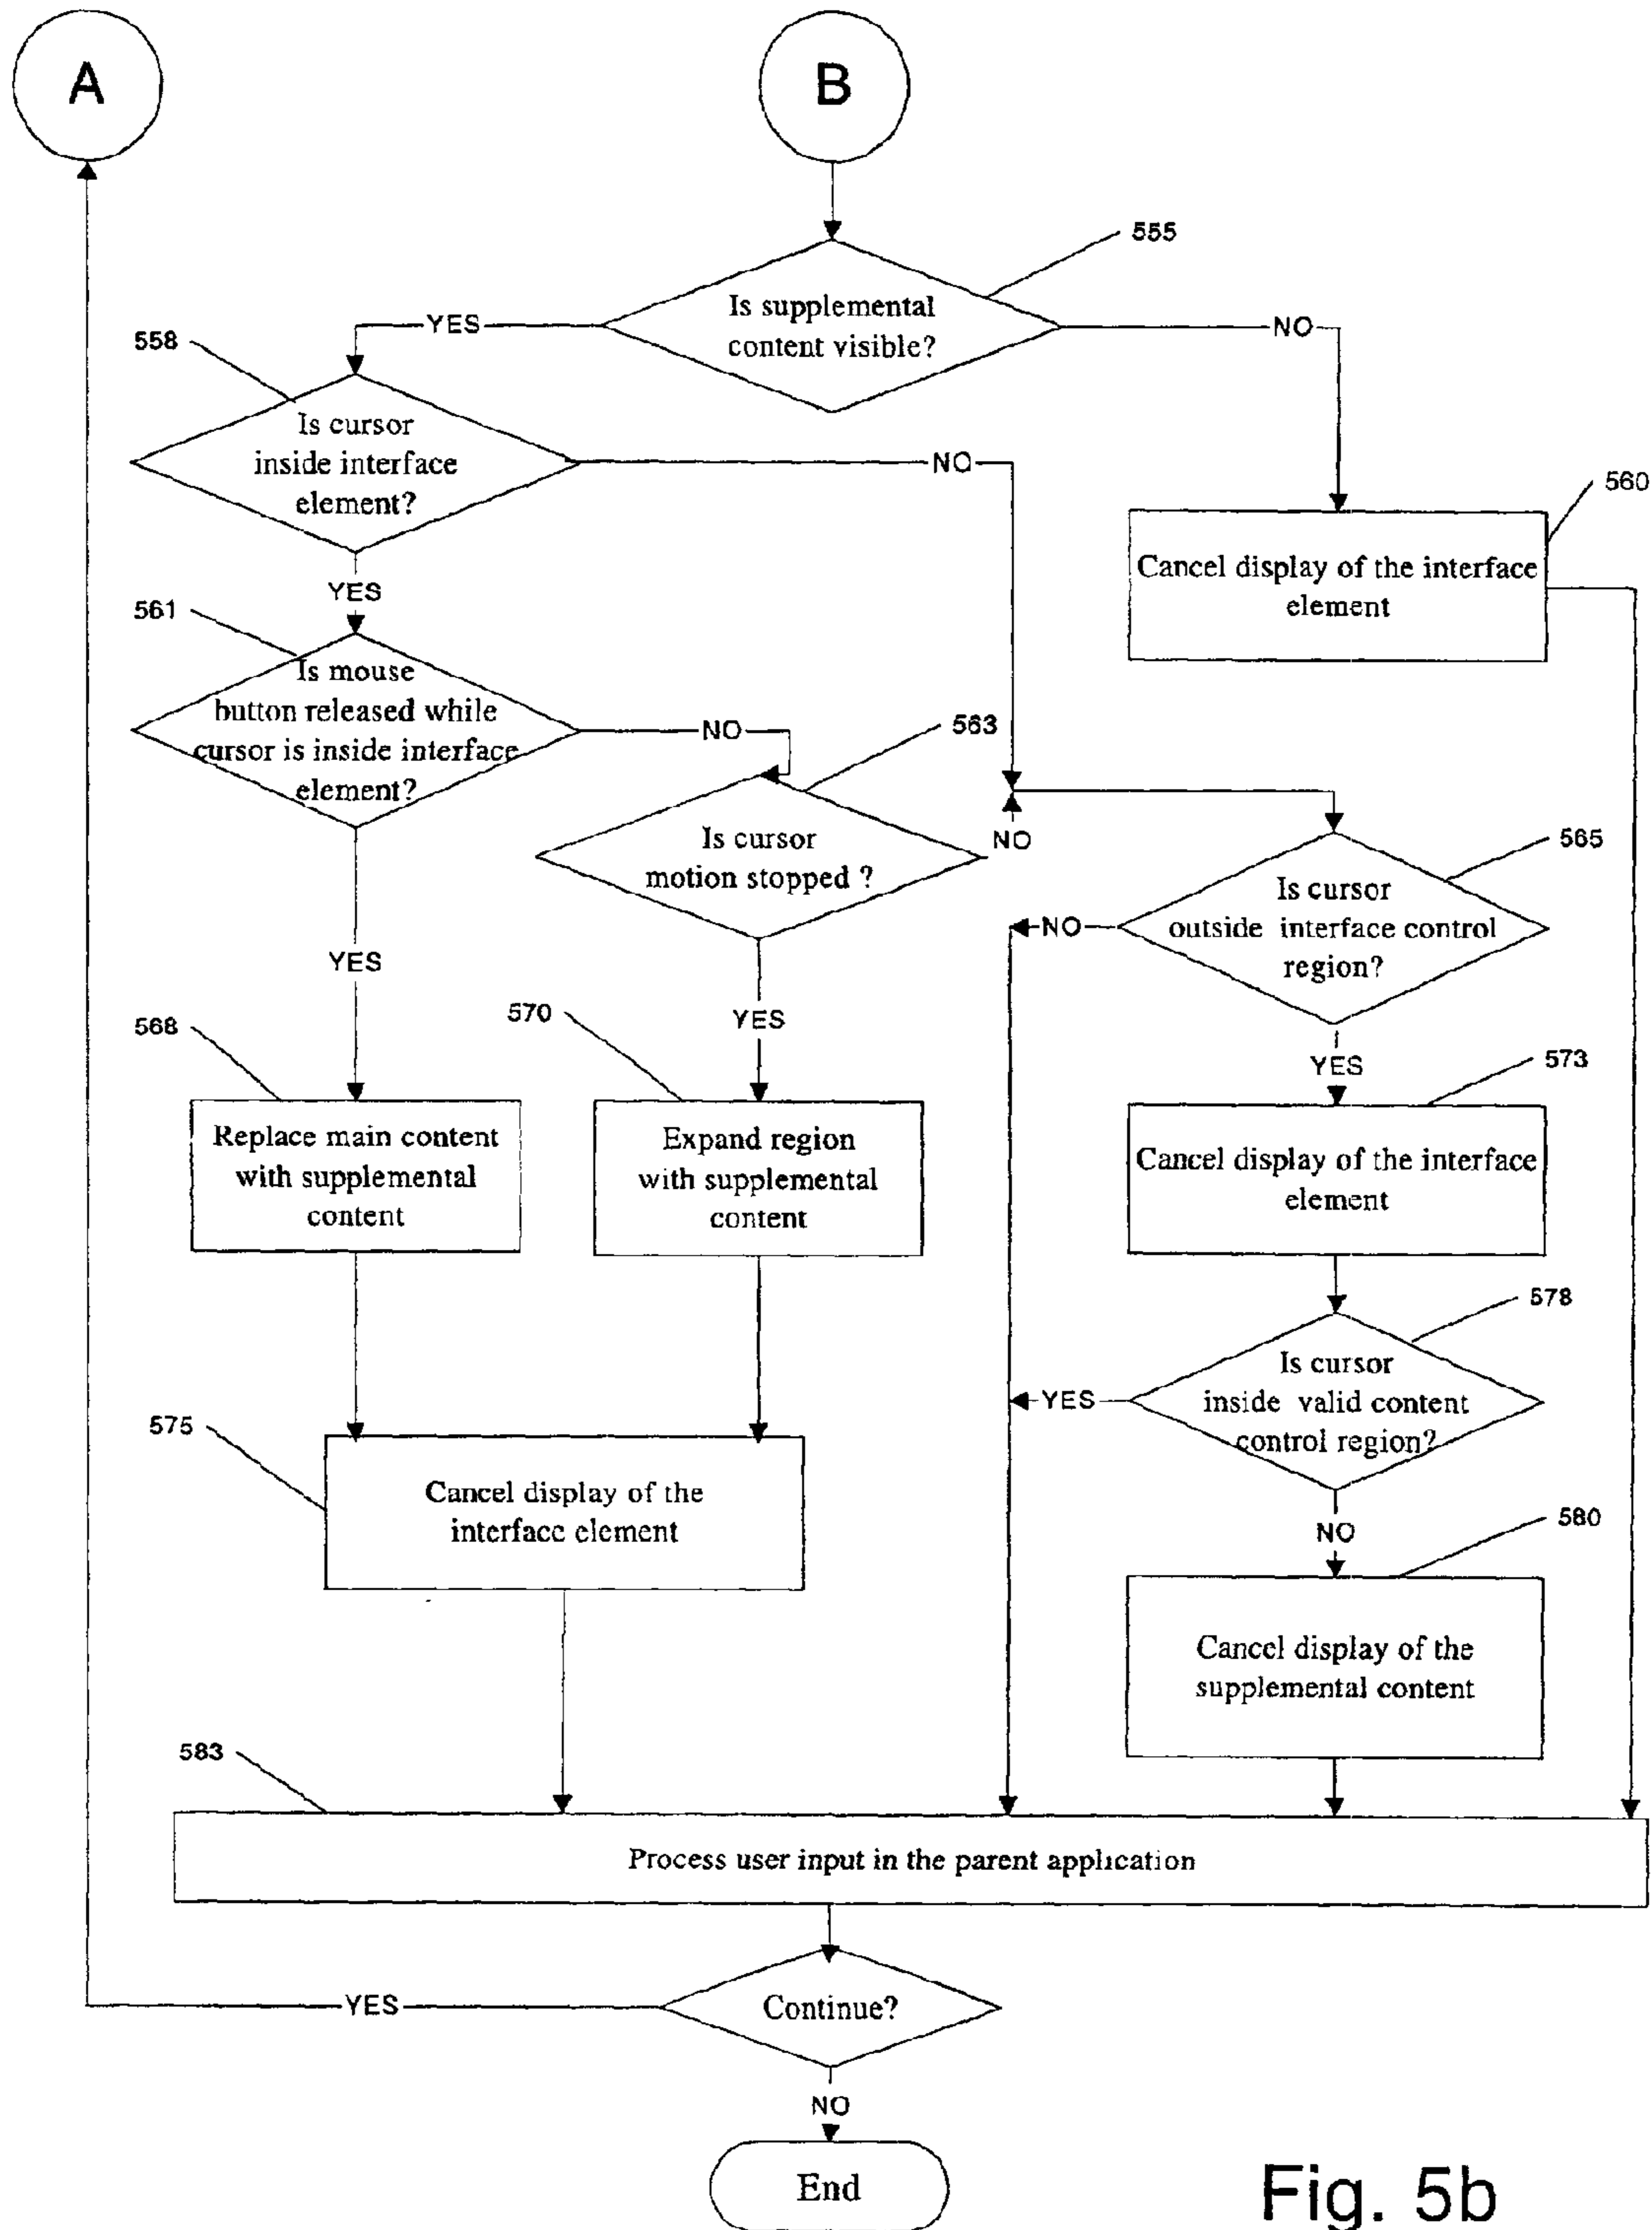 A
B
555
Is supplemental
content visible?
YES
NO
558
Is cursor
inside interface
element?
NO
560
Cancel display of the interface
element
YES
561
Is mouse
button released while
cursor is inside interface
element?
NO
563
Is cursor
motion stopped ?
NO
565
Is cursor
outside interface control
region?
NO
YES
YES
YES
568
570
573
Replace main content
with supplemental
content
Expand region
with supplemental
content
Cancel display of the interface
element
578
Is cursor
inside valid content
control region?
YES
575
Cancel display of the
interface element
NO
580
Cancel display of the
supplemental content
583
Process user input in the parent application
YES
Continue?
NO
End
Fig. 5b